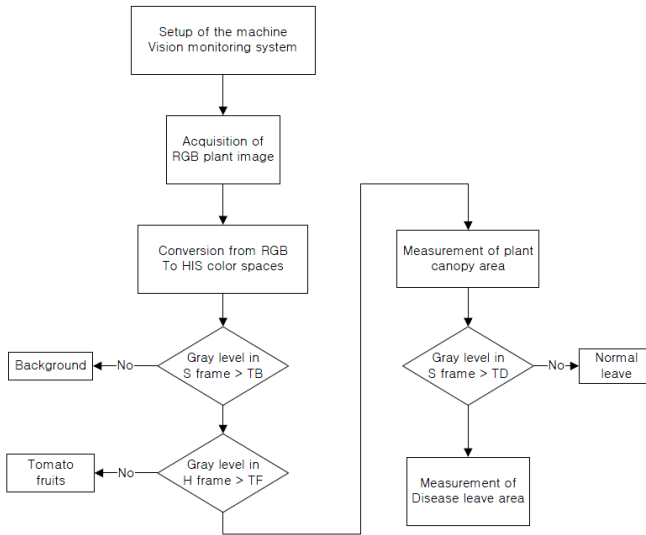 Setup of the machine
Vision monitoring system
Acquisition of
RGB plant image
Conversion from RGB
To HIS color spaces
Gray level in
S frame > TB
No
Background
Gray level in
H frame > TF
No
Tomato
fruits
Measurement of plant
canopy area
Gray level in
S frame > TD
No
Normal
leave
Measurement of
Disease leave area